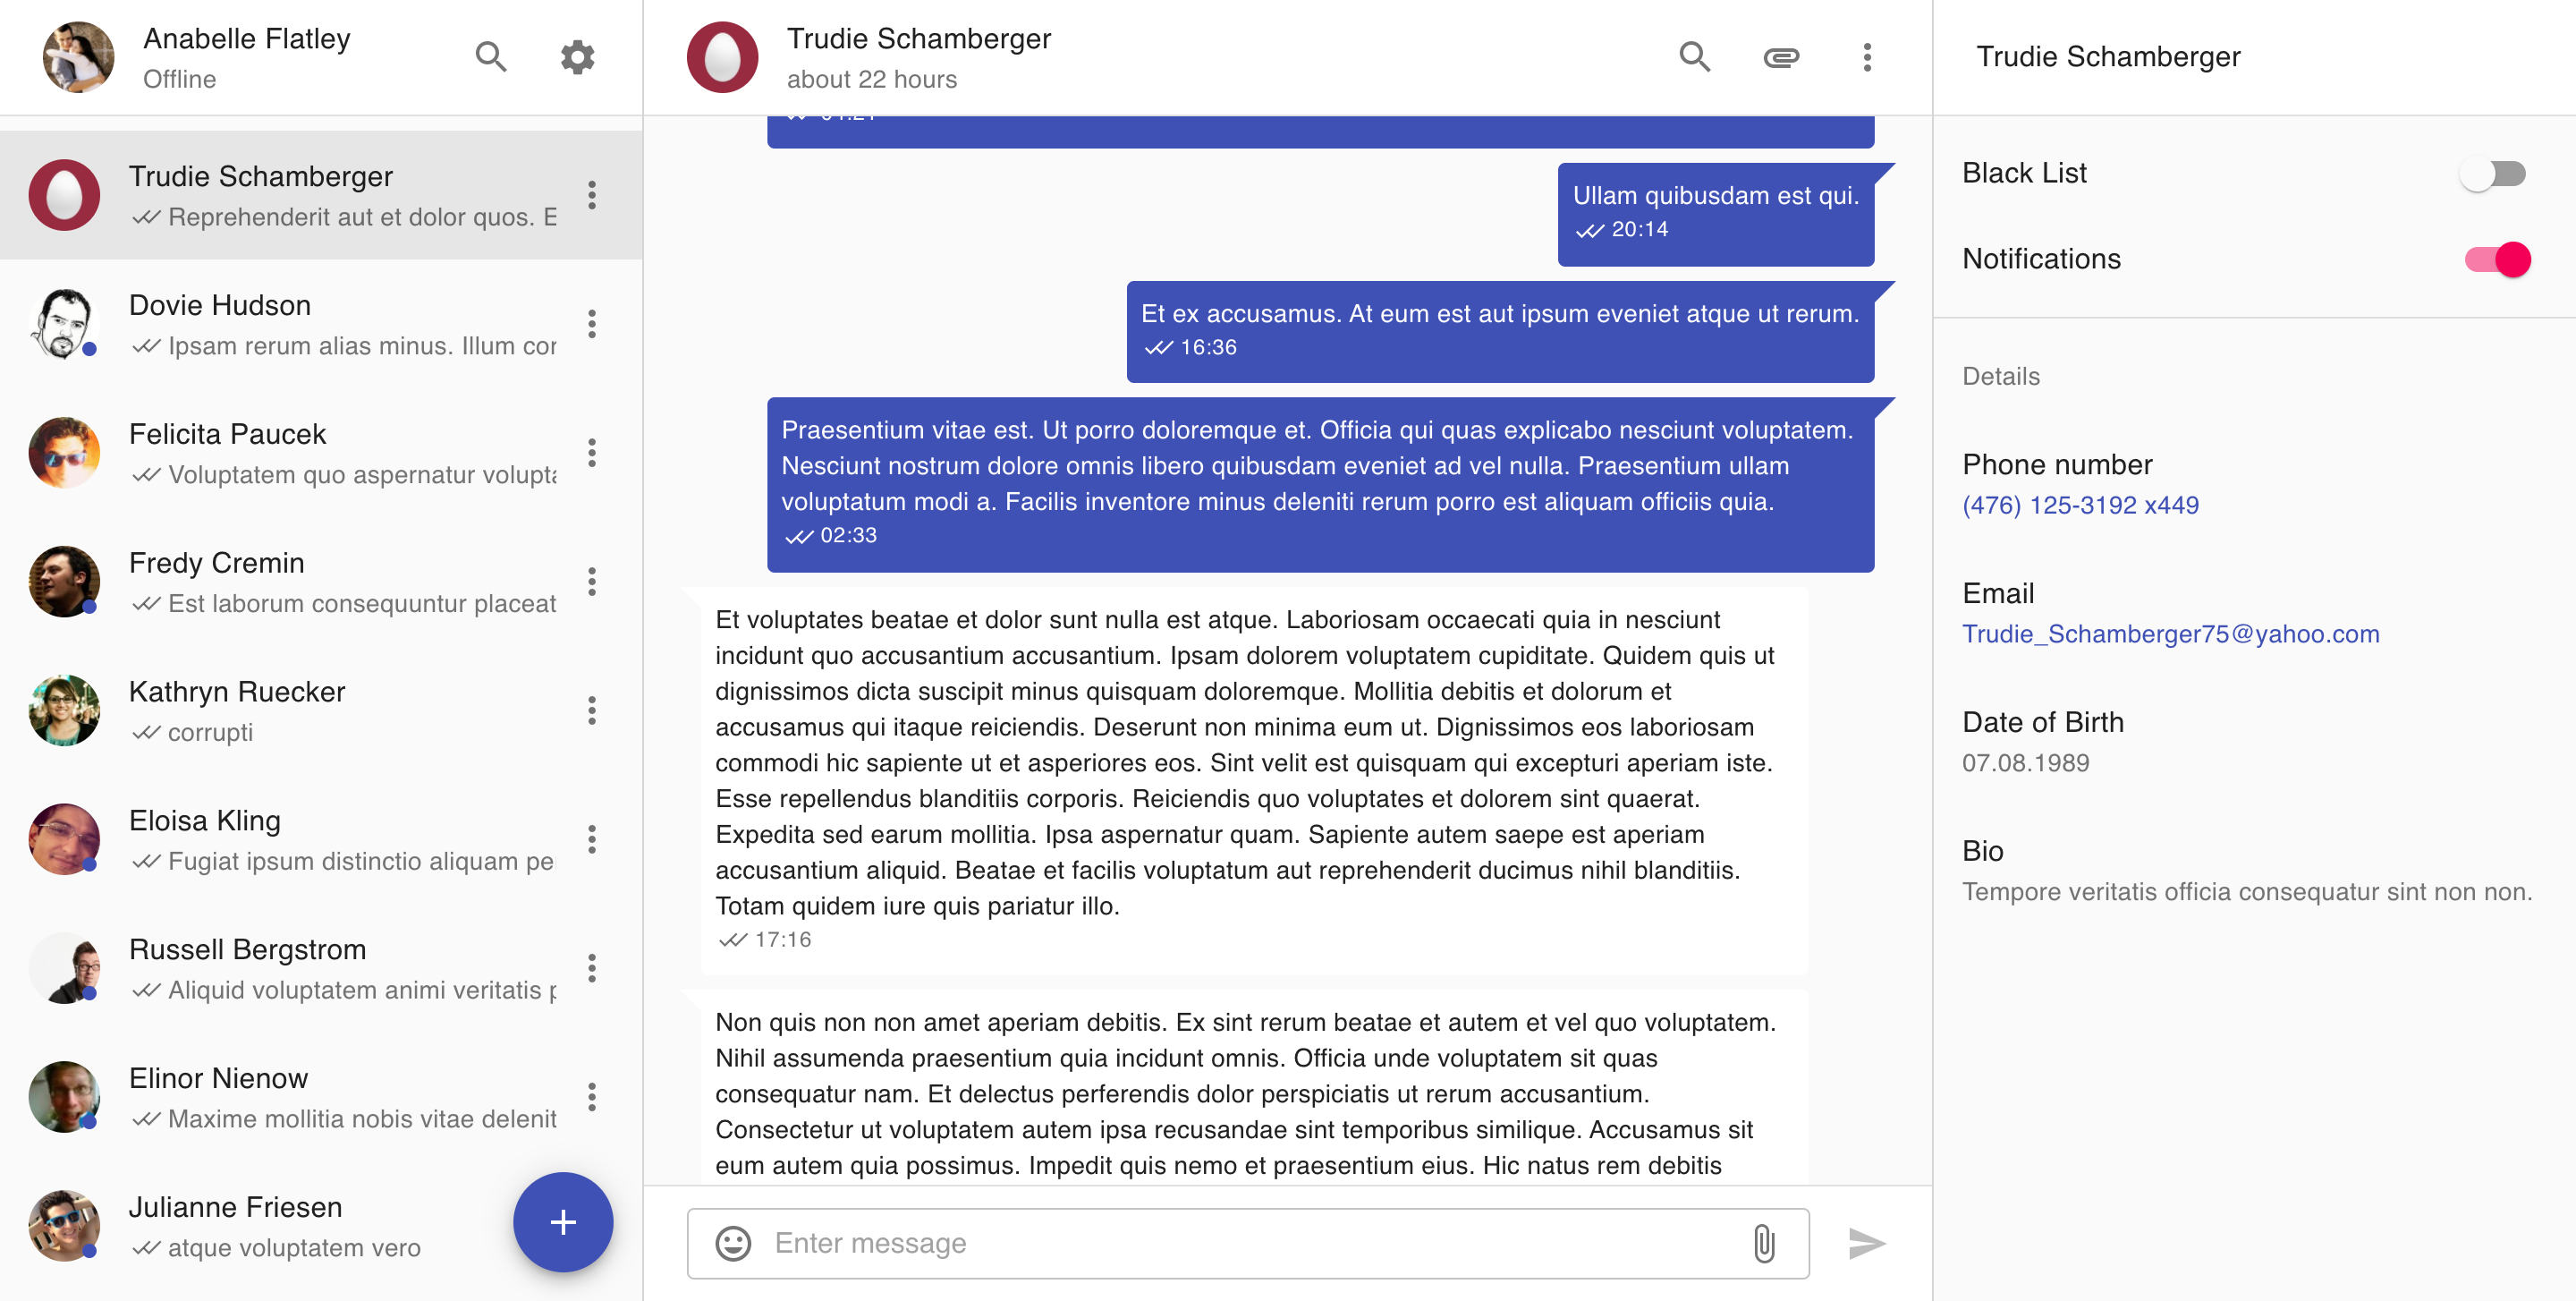 Anabelle Flatley
Offline
Trudie Schamberger
Reprehenderit aut et dolor quos. E
Dovie Hudson
Ipsam rerum alias minus. Illum cor
Felicita Paucek
Voluptatem quo aspernatur volupta
Fredy Cremin
Est laborum consequuntur placeat
Kathryn Ruecker
corrupti
Eloisa Kling
Fugiat ipsum distinctio aliquam pe
Russell Bergstrom
Aliquid voluptatem animi veritatis p
Elinor Nienow
Maxime mollitia nobis vitae delenit
Julianne Friesen
atque voluptatem vero
Trudie Schamberger
about 22 hours
Ullam quibusdam est qui.
20:14
Et ex accusamus. At eum est aut ipsum eveniet atque ut rerum.
16:36
Praesentium vitae est. Ut porro doloremque et. Officia qui quas explicabo nesciunt voluptatem.
Nesciunt nostrum dolore omnis libero quibusdam eveniet ad vel nulla. Praesentium ullam
voluptatum modi a. Facilis inventore minus deleniti rerum porro est aliquam officiis quia.
02:33
Et voluptates beatae et dolor sunt nulla est atque. Laboriosam occaecati quia in nesciunt
incidunt quo accusantium accusantium. Ipsam dolorem voluptatem cupiditate. Quidem quis ut
dignissimos dicta suscipit minus quisquam doloremque. Mollitia debitis et dolorum et
accusamus qui itaque reiciendis. Deserunt non minima eum ut. Dignissimos eos laboriosam
commodi hic sapiente ut et asperiores eos. Sint velit est quisquam qui excepturi aperiam iste.
Esse repellendus blanditiis corporis. Reiciendis quo voluptates et dolorem sint quaerat.
Expedita sed earum mollitia. Ipsa aspernatur quam. Sapiente autem saepe est aperiam
accusantium aliquid. Beatae et facilis voluptatum aut reprehenderit ducimus nihil blanditiis.
Totam quidem iure quis pariatur illo.
17:16
Non quis non non amet aperiam debitis. Ex sint rerum beatae et autem et vel quo voluptatem.
Nihil assumenda praesentium quia incidunt omnis. Officia unde voluptatem sit quas
consequatur nam. Et delectus perferendis dolor perspiciatis ut rerum accusantium.
Consectetur ut voluptatem autem ipsa recusandae sint temporibus similique. Accusamus sit
eum autem quia possimus. Impedit quis nemo et praesentium eius. Hic natus rem debitis
Enter message
Trudie Schamberger
Black List
Notifications
Details
Phone number
(476) 125-3192 x449
Email
Trudie_Schamberger75@yahoo.com
Date of Birth
07.08.1989
Bio
Tempore veritatis officia consequatur sint non non.